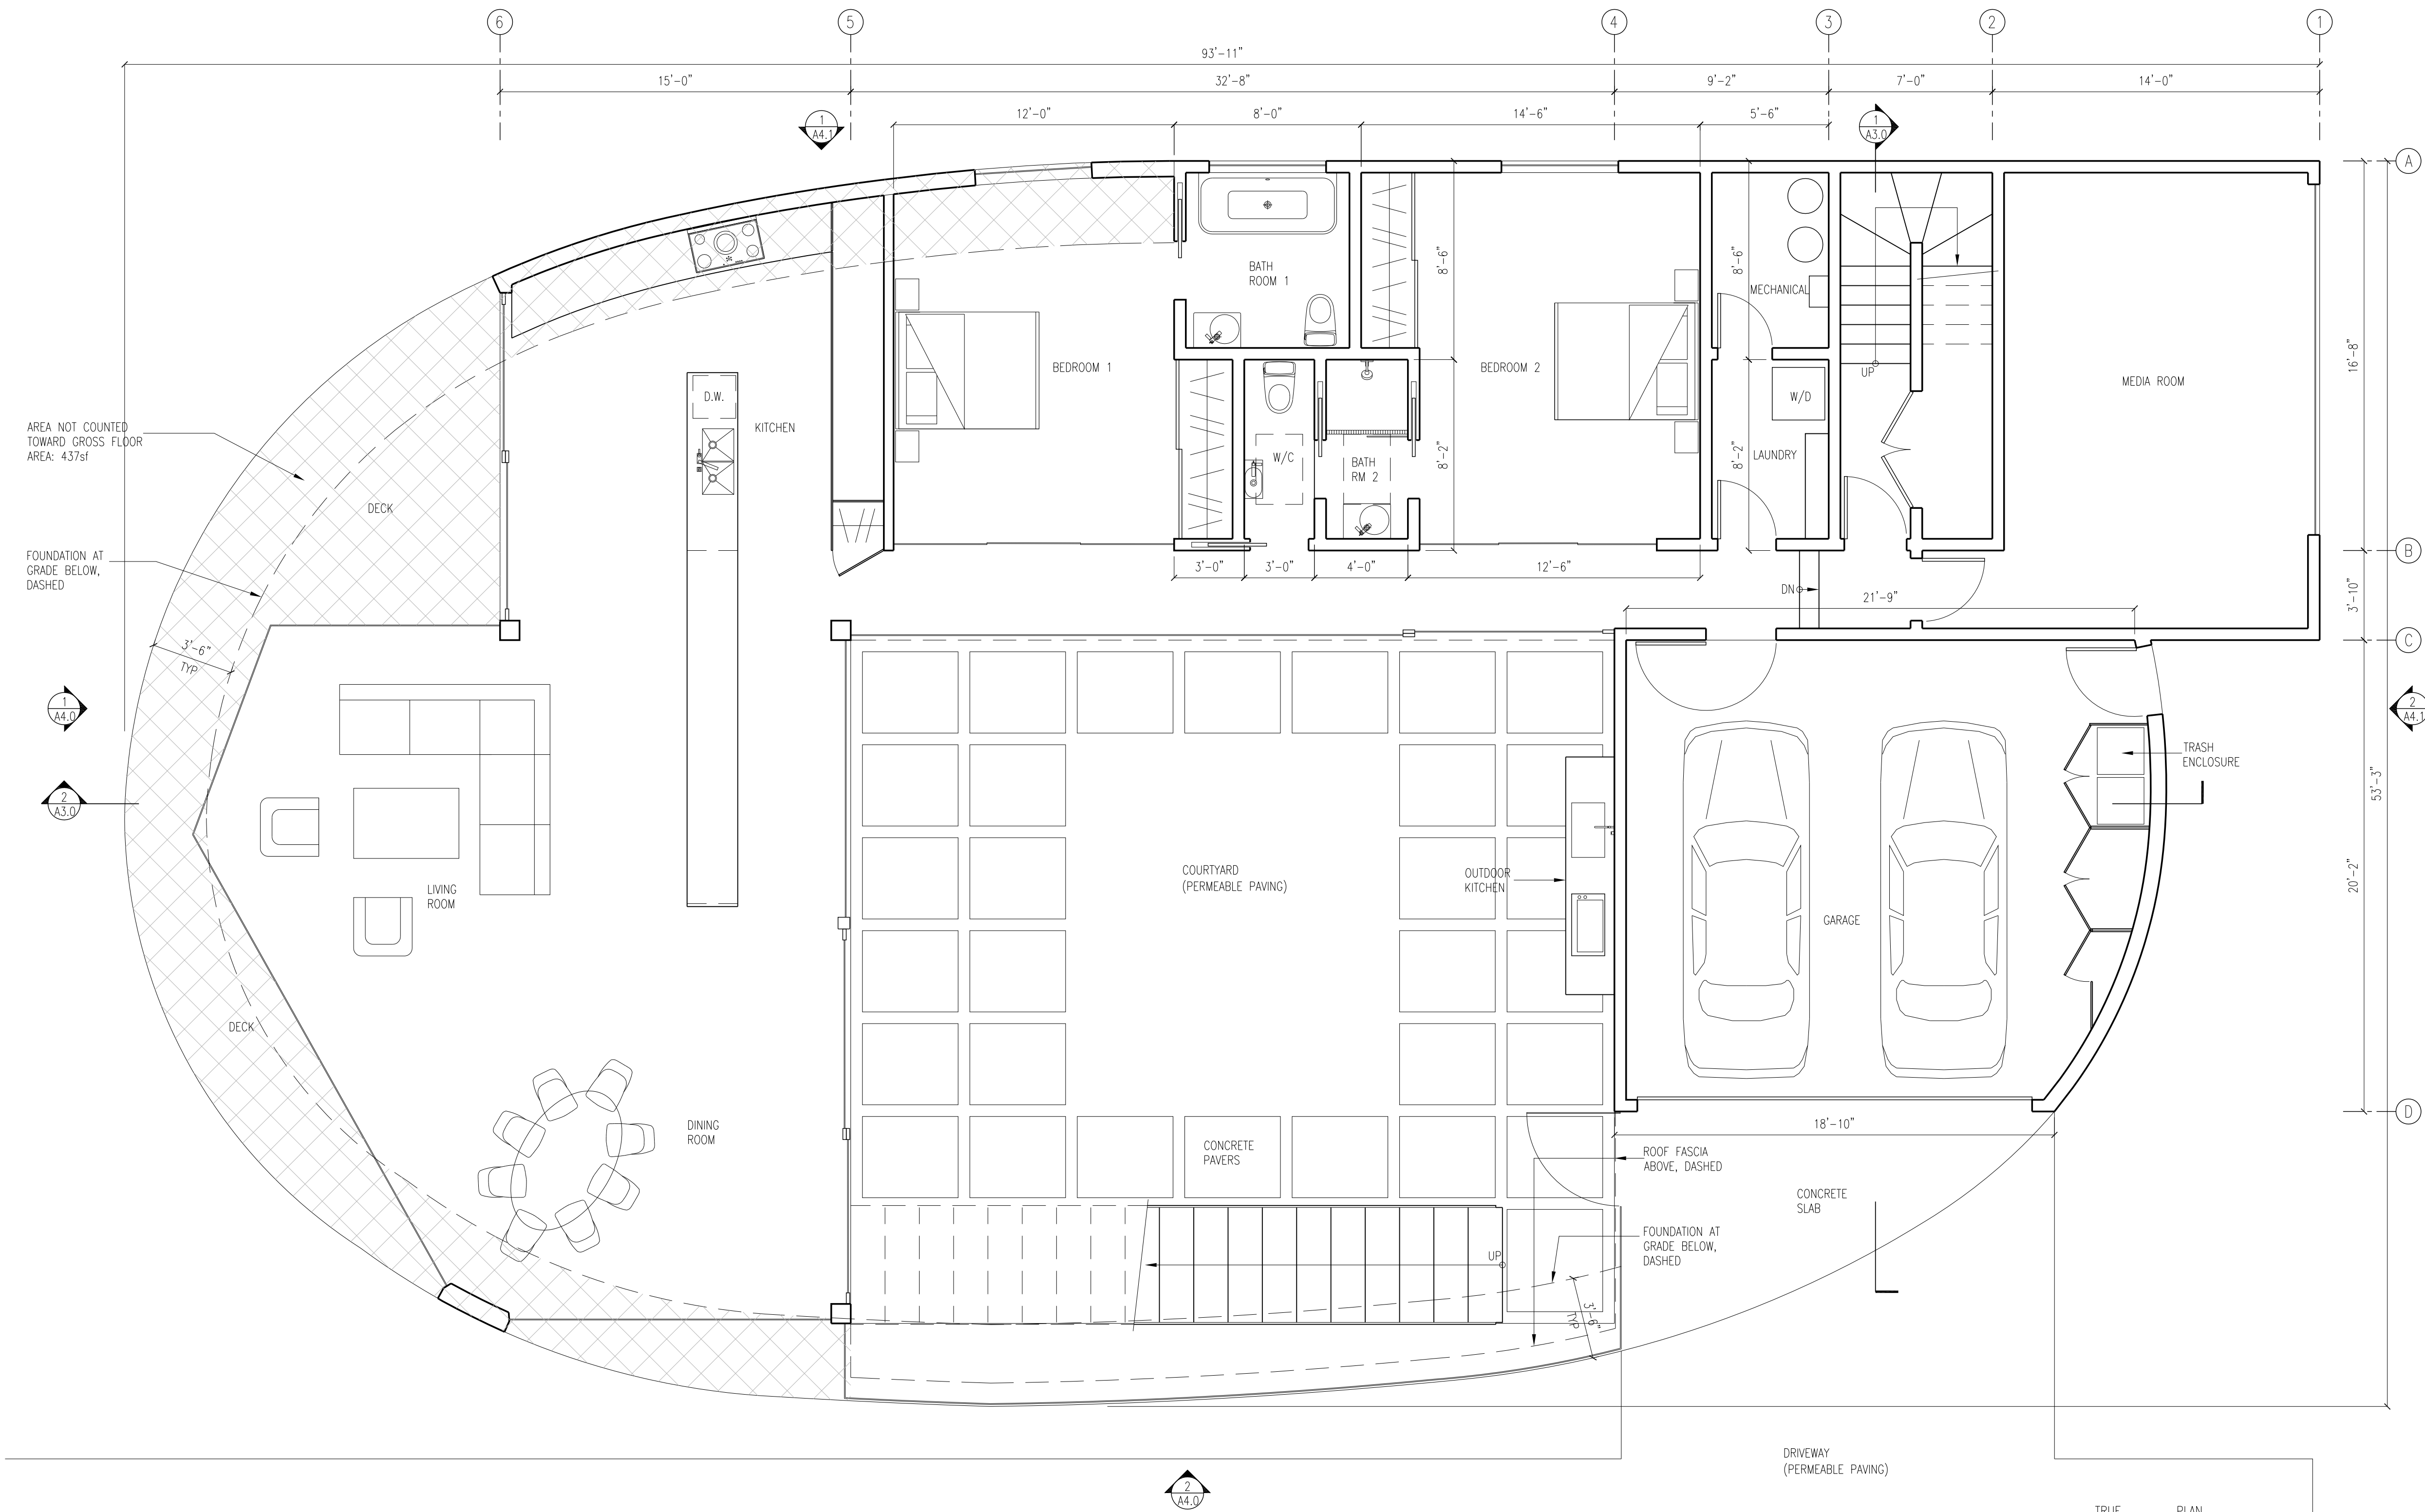 6
5
4
3
2
1
93'-11"
15'-0"
32'-8"
9'-2"
7'-0"
14'-0"
12'-0"
8'-0"
14'-6"
5'-6"
1
A4.1
1
A3.0
A
BATH
ROOM 1
8'-6"
8'-6"
MECHANICAL
BEDROOM 1
BEDROOM 2
UP
MEDIA ROOM
16'-8"
D.W.
W/D
KITCHEN
AREA NOT COUNTED
TOWARD GROSS FLOOR
AREA: 437sf
W/C
BATH
RM 2
8'-2"
8'-2"
LAUNDRY
DECK
B
FOUNDATION AT
GRADE BELOW,
DASHED
3'-0"
3'-0"
4'-0"
12'-6"
DN
21'-9"
3'-10"
C
3'-6"
TYP
1
A4.0
2
A4.1
TRASH
ENCLOSURE
2
A3.0
53'-3"
COURTYARD
(PERMEABLE PAVING)
OUTDOOR
KITCHEN
20'-2"
LIVING
ROOM
GARAGE
DECK
D
DINING
ROOM
18'-10"
CONCRETE
PAVERS
ROOF FASCIA
ABOVE, DASHED
CONCRETE
SLAB
FOUNDATION AT
GRADE BELOW,
DASHED
UP
3'-6"
TYP
DRIVEWAY
(PERMEABLE PAVING)
2
A4.0
TRUE
PLAN